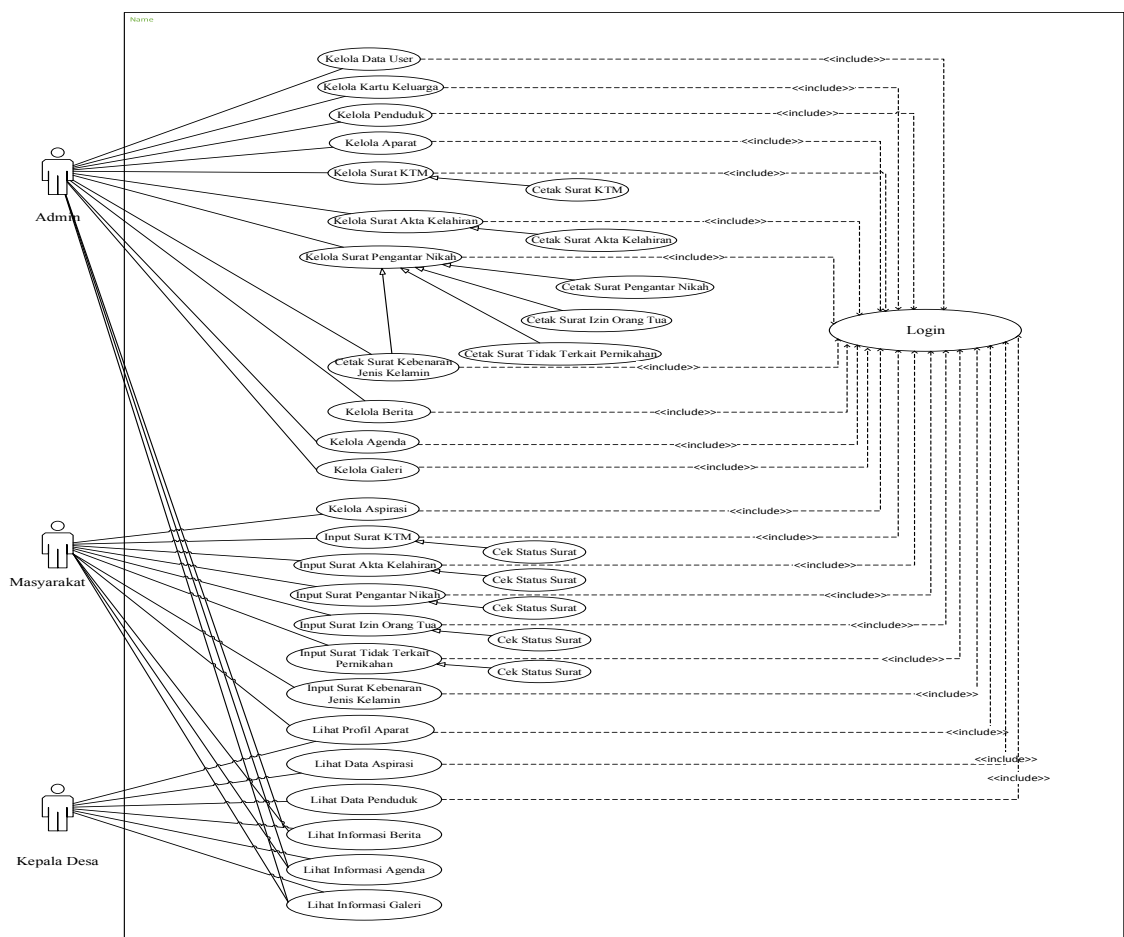 Name
Kelola Data User
<<include>>
Kelola Kartu Keluarga
<<include>>
Kelola Penduduk
<<include>>
Kelola Aparat
<<include>>
Kelola Surat KTM
<<include>>
Cetak Surat KTM
Admin
Kelola Surat Akta Kelahiran
<<include>>
Cetak Surat Akta Kelahiran
Kelola Surat Pengantar Nikah
<<include>>
Cetak Surat Pengantar Nikah
Cetak Surat Izin Orang Tua
Login
Cetak Surat Tidak Terkait Pernikahan
Cetak Surat Kebenaran
Jenis Kelamin
<<include>>
Kelola Berita
<<include>>
Kelola Agenda
<<include>>
Kelola Galeri
<<include>>
Kelola Aspirasi
<<include>>
Input Surat KTM
<<include>>
Cek Status Surat
Masyarakat
Input Surat Akta Kelahiran
<<include>>
Cek Status Surat
Input Surat Pengantar Nikah
<<include>>
Cek Status Surat
Input Surat Izin Orang Tua
<<include>>
Cek Status Surat
Input Surat Tidak Terkait
Pernikahan
<<include>>
Cek Status Surat
Input Surat Kebenaran
Jenis Kelamin
<<include>>
Lihat Profil Aparat
<<include>>
Lihat Data Aspirasi
<<include>>
<<include>>
Lihat Data Penduduk
Lihat Informasi Berita
Kepala Desa
Lihat Informasi Agenda
Lihat Informasi Galeri